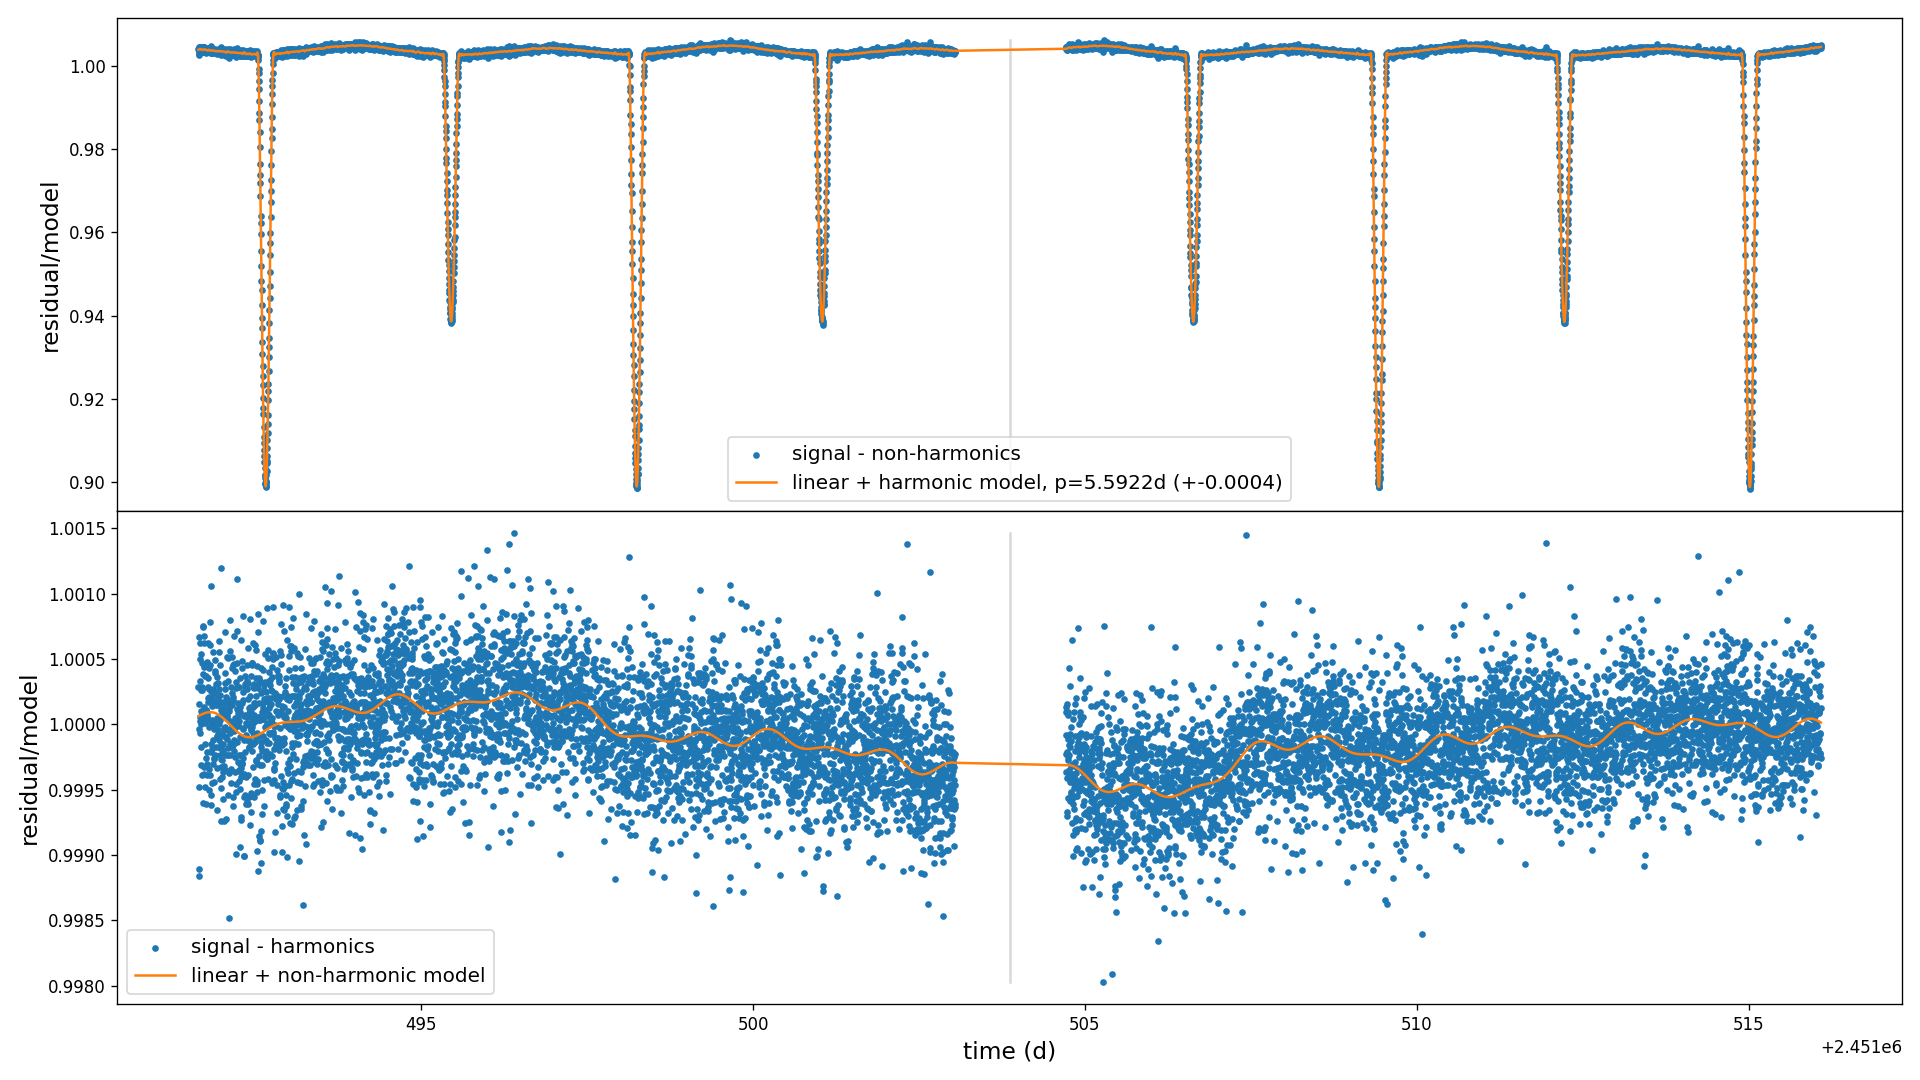 residual/model
1.00
0.98
0.96
0.94
0.92
0.90
signal - non-harmonics
linear + harmonic model, p=5.5922d (+-0.0004)
residual/model
1.0015
1.0010
1.0005
1.0000
0.9995
0.9990
0.9985
0.9980
signal - harmonics
linear + non-harmonic model
495
500
505
510
515
time (d)
+2.451e6